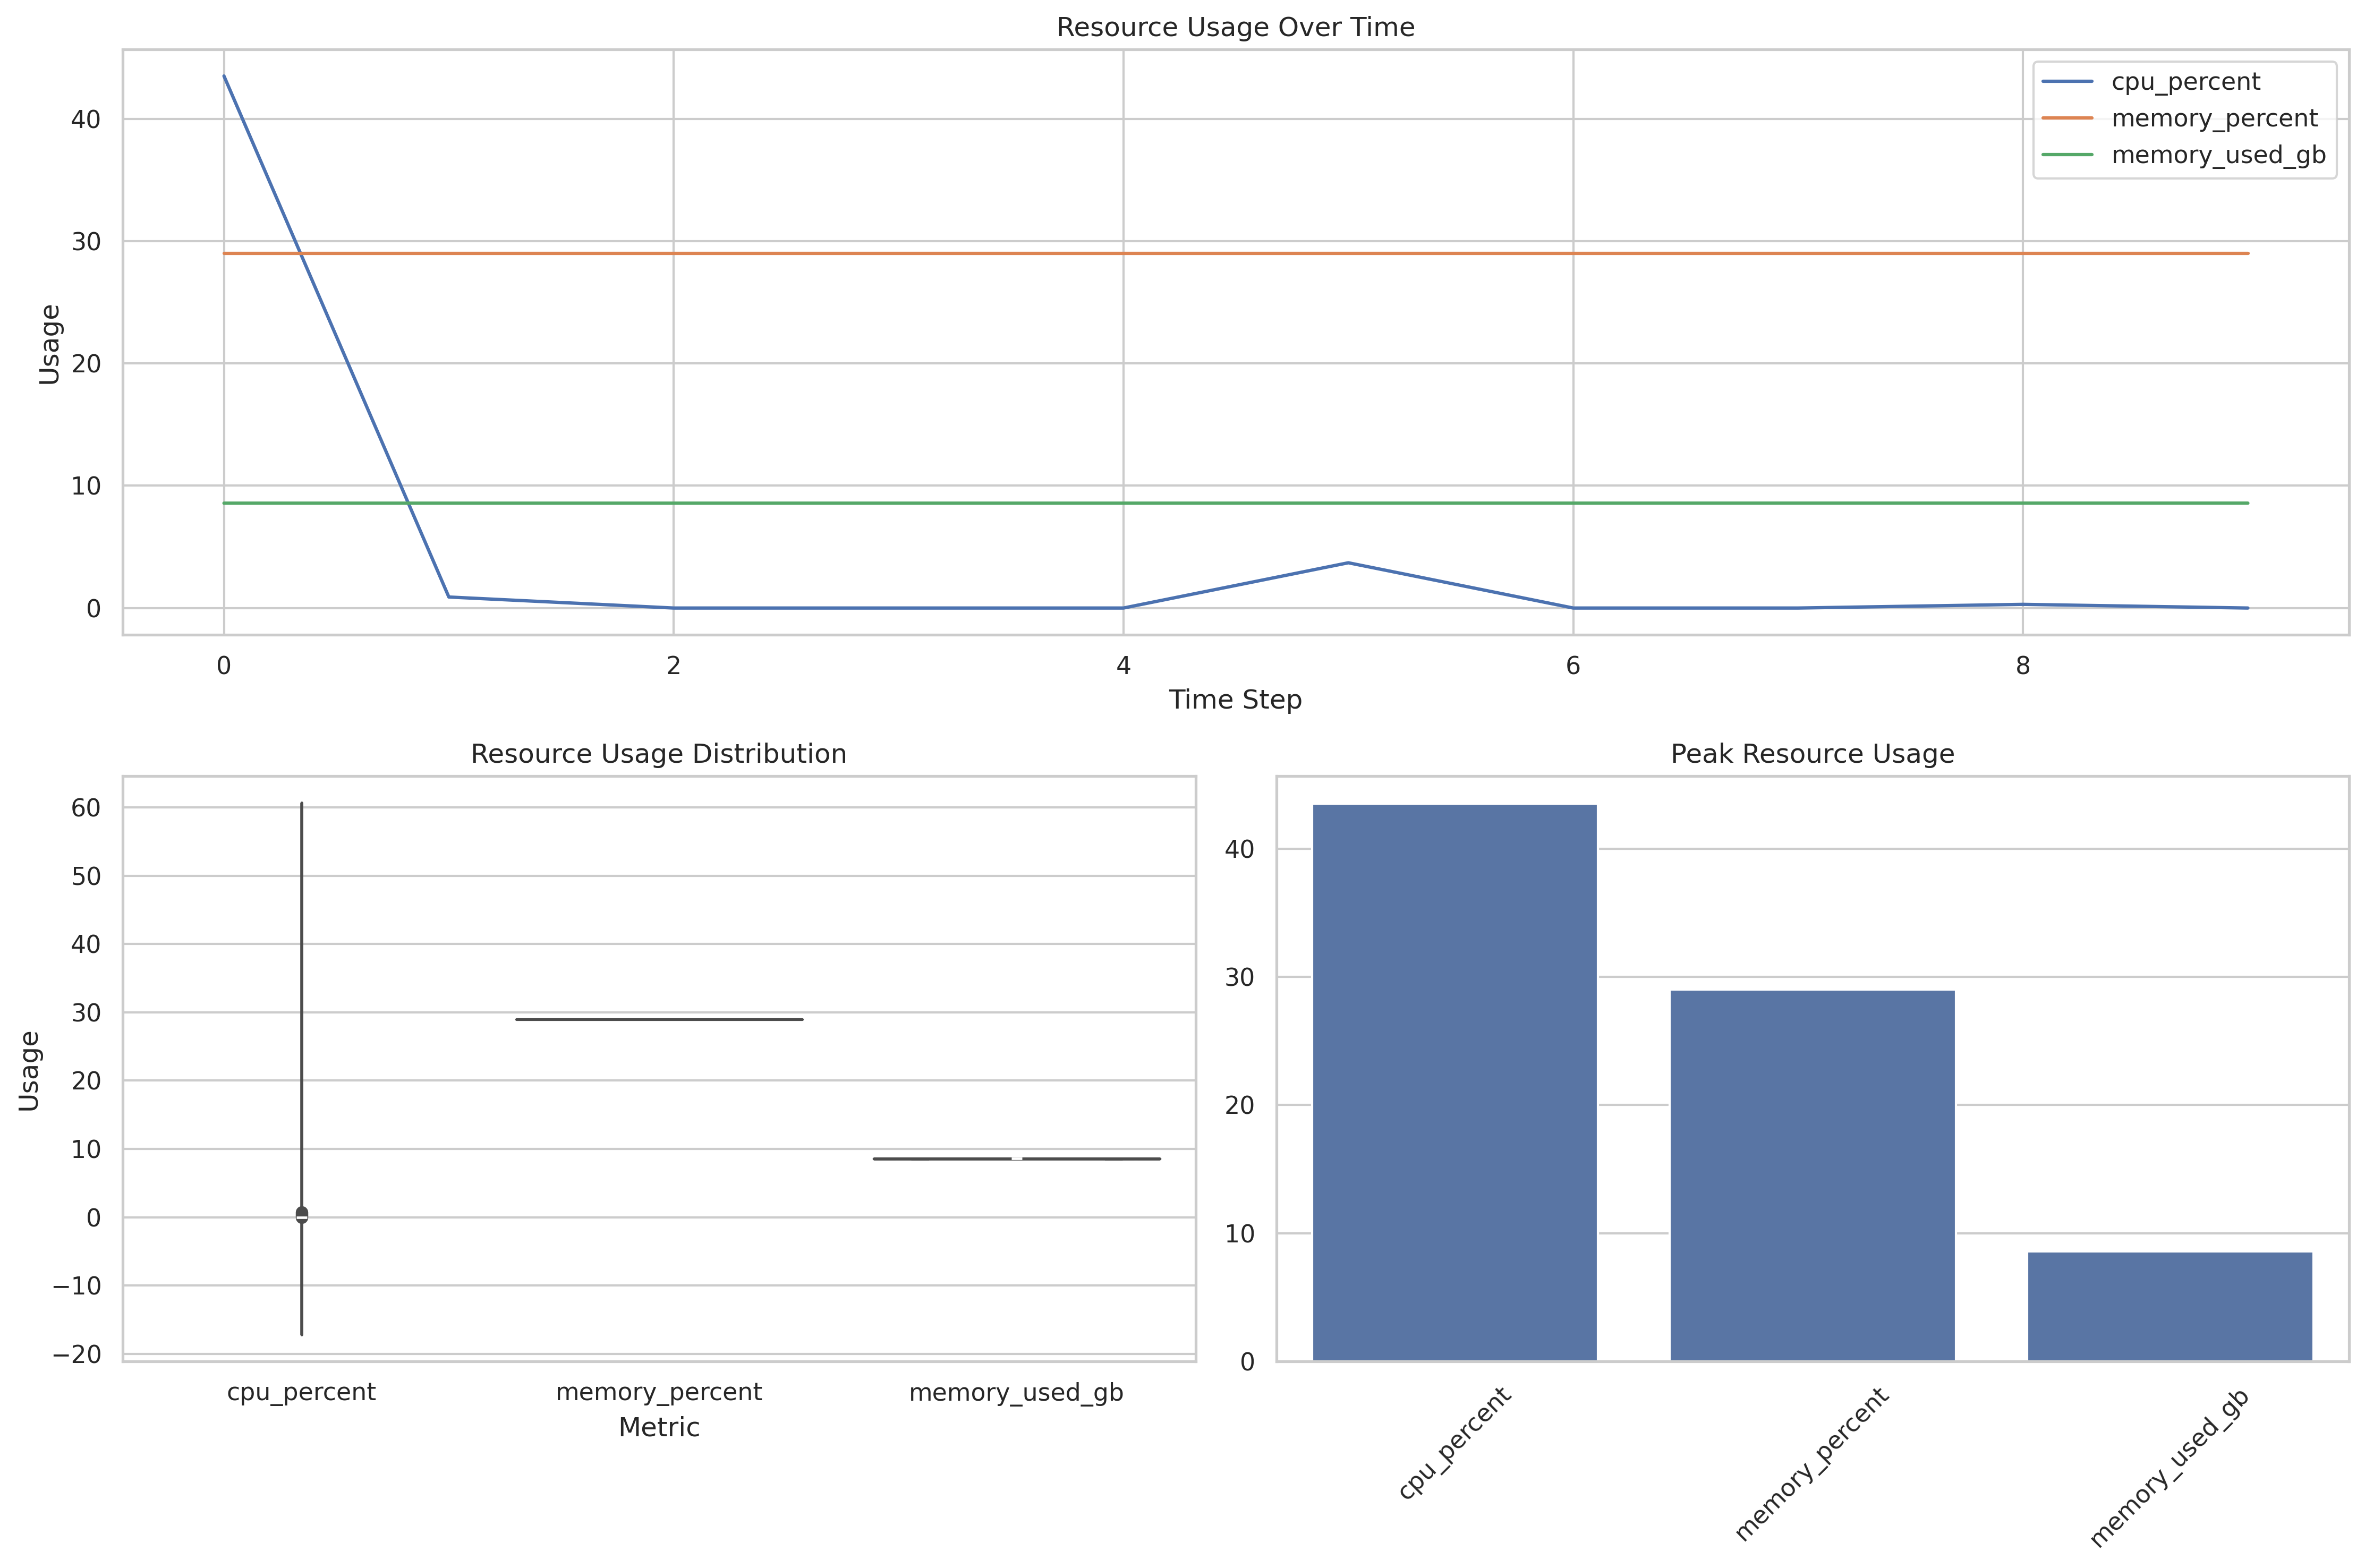 Resource Usage Over Time
cpu_percent
memory_percent
memory_used_gb
Usage
40
30
20
10
0
0 2 4 6 8
Time Step
Resource Usage Distribution
Usage
60
50
40
30
20
10
0
−10
−20
cpu_percent memory_percent memory_used_gb
Metric
Peak Resource Usage
40
30
20
10
0
cpu_percent
memory_percent
memory_used_gb